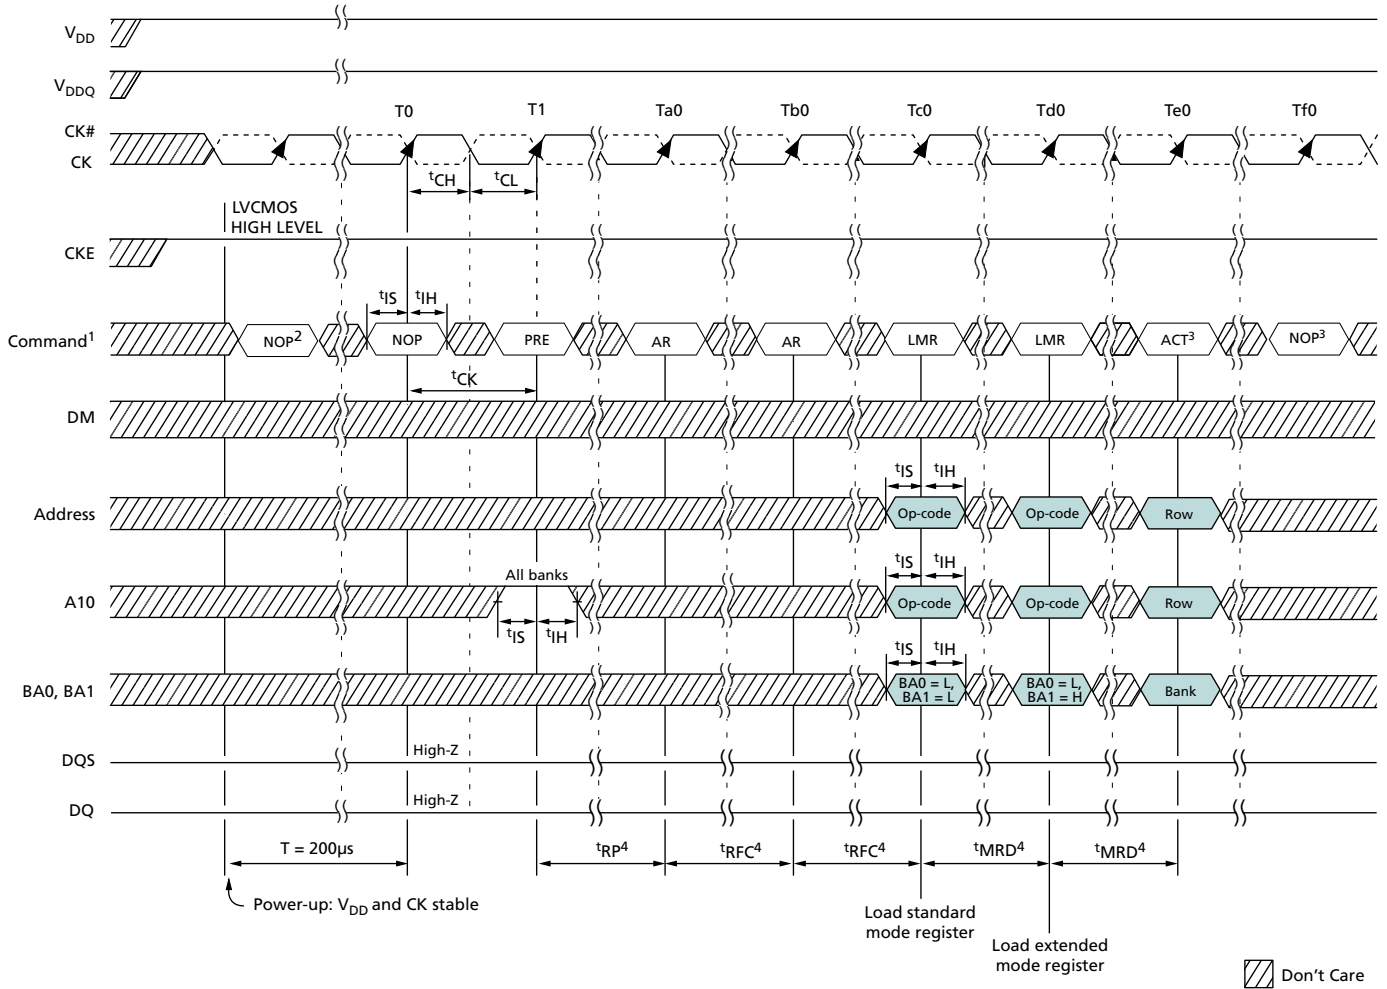 VDD
VDDQ
T0 T1 Ta0 Tb0 Tc0 Td0 Te0 Tf0
CK#
CK
tCH tCL
LVCMOS
HIGH LEVEL
CKE
tIS tIH
Command1 NOP2 NOP PRE AR AR LMR LMR ACT3 NOP3
tCK
DM
tIS tIH
Address Op-code Op-code Row
All banks tIS tIH
A10 Op-code Op-code Row
tIS tIH
tIS tIH
BA0, BA1 BA0 = L, BA1 = L BA0 = L, BA1 = H Bank
High-Z
DQS
High-Z
DQ
T = 200µs tRP4 tRFC4 tRFC4 tMRD4 tMRD4
Power-up: VDD and CK stable
Load standard
mode register
Load extended
mode register
Don't Care